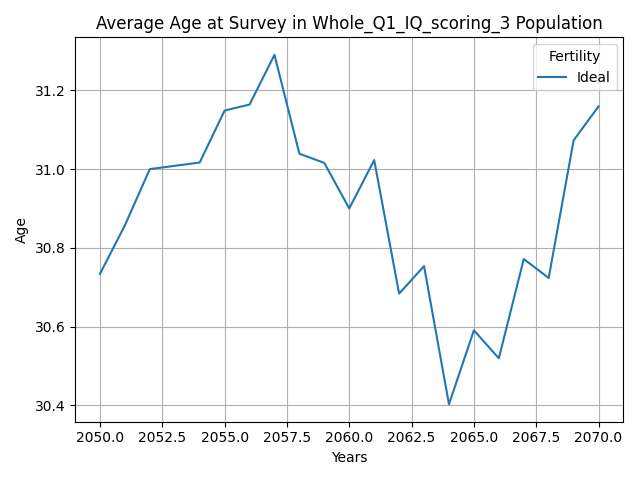 Average Age at Survey in Whole_Q1_IQ_scoring_3 Population
Fertility
Ideal
31.2
31.0
30.8
30.6
30.4
Age
2050.0 2052.5 2055.0 2057.5 2060.0 2062.5 2065.0 2067.5 2070.0
Years